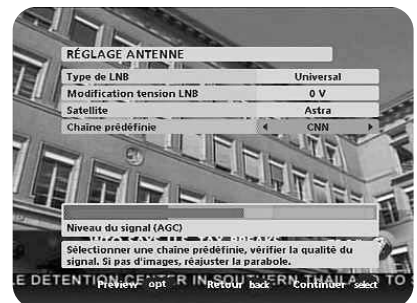 RÉGLAGE ANTENNE
Type de LNB Universal
Modification tension LNB 0 V
Satellite Astra
Chaîne prédéfinie CNN
Niveau du signal (AGC)
Sélectionner une chaîne prédéfinie, vérifier la qualité du
signal. Si pas d'images, réajuster la parabole.
E DETENTION CENTER IN SOUTHERN THAILAND TO
Preview opt Retour back Continuer select